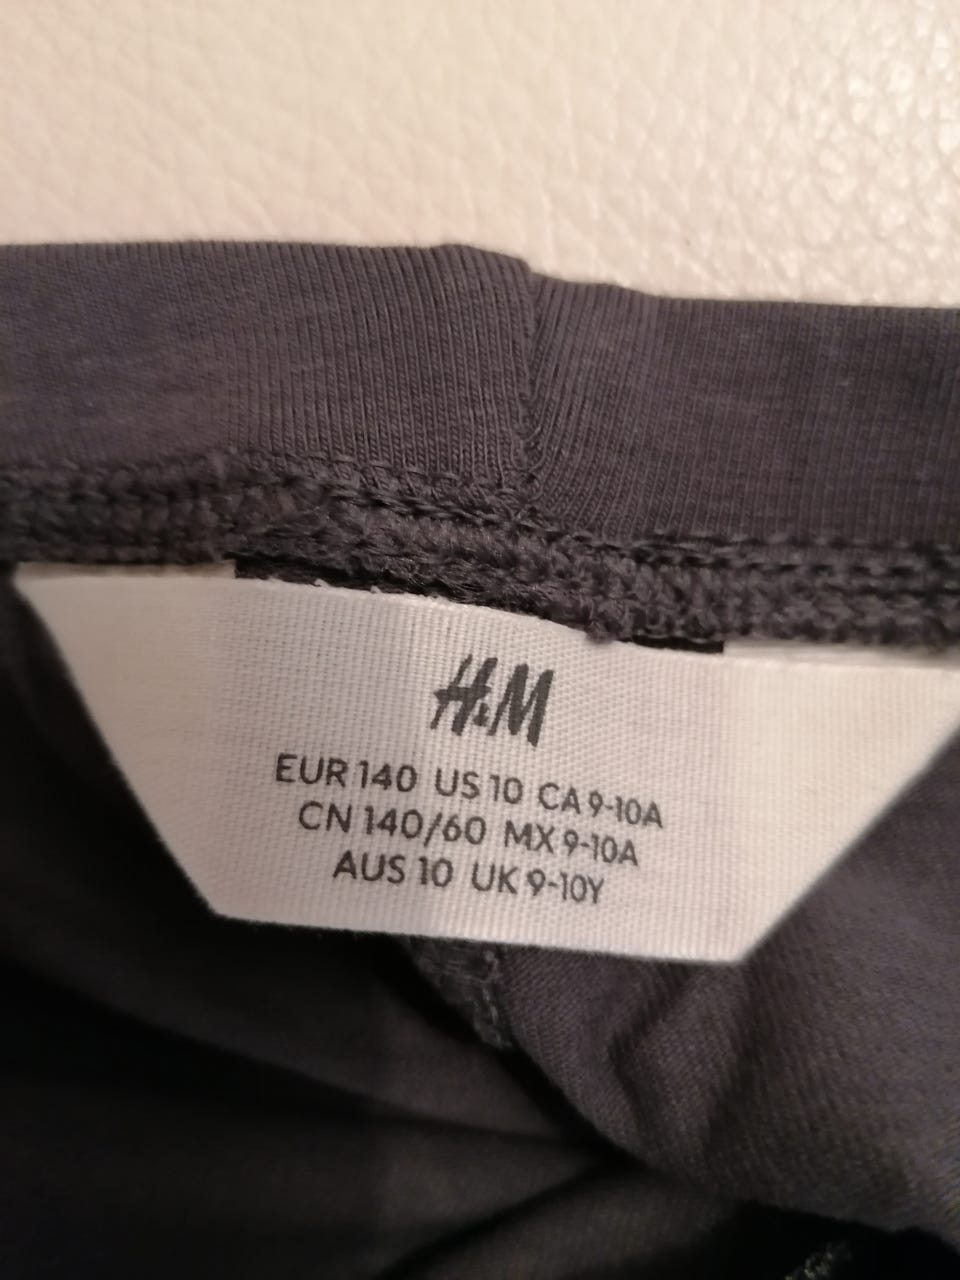 H&M
EUR 140 US 10 CA 9-10A
CN 140/60 MX 9-10A
AUS 10 UK 9-10Y